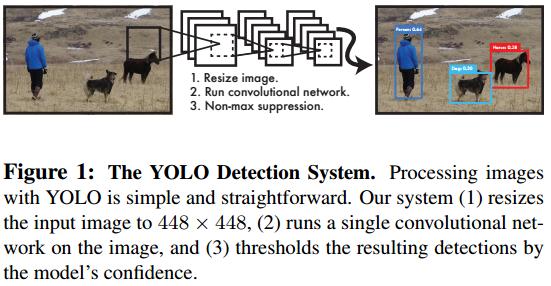 1. Resize image.
2. Run convolutional network.
3. Non-max suppression.
Person: 0.64
Horse: 0.28
Dog: 0.30
Figure 1: The YOLO Detection System. Processing images
with YOLO is simple and straightforward. Our system (1) resizes
the input image to 448 × 448, (2) runs a single convolutional net-
work on the image, and (3) thresholds the resulting detections by
the model’s confidence.